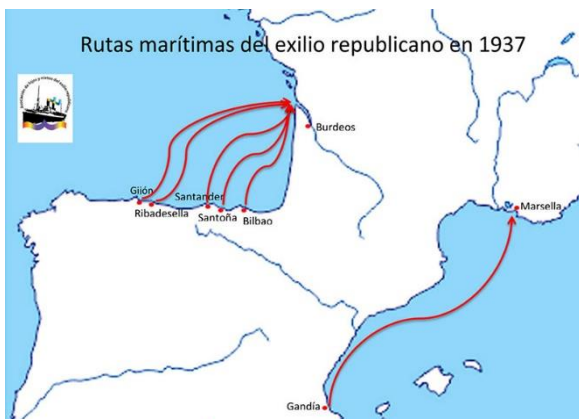 Rutas marítimas del exilio republicano en 1937
Burdeos
Gijón
Ribadesella
Santander
Santoña
Bilbao
Marsella
Gandía